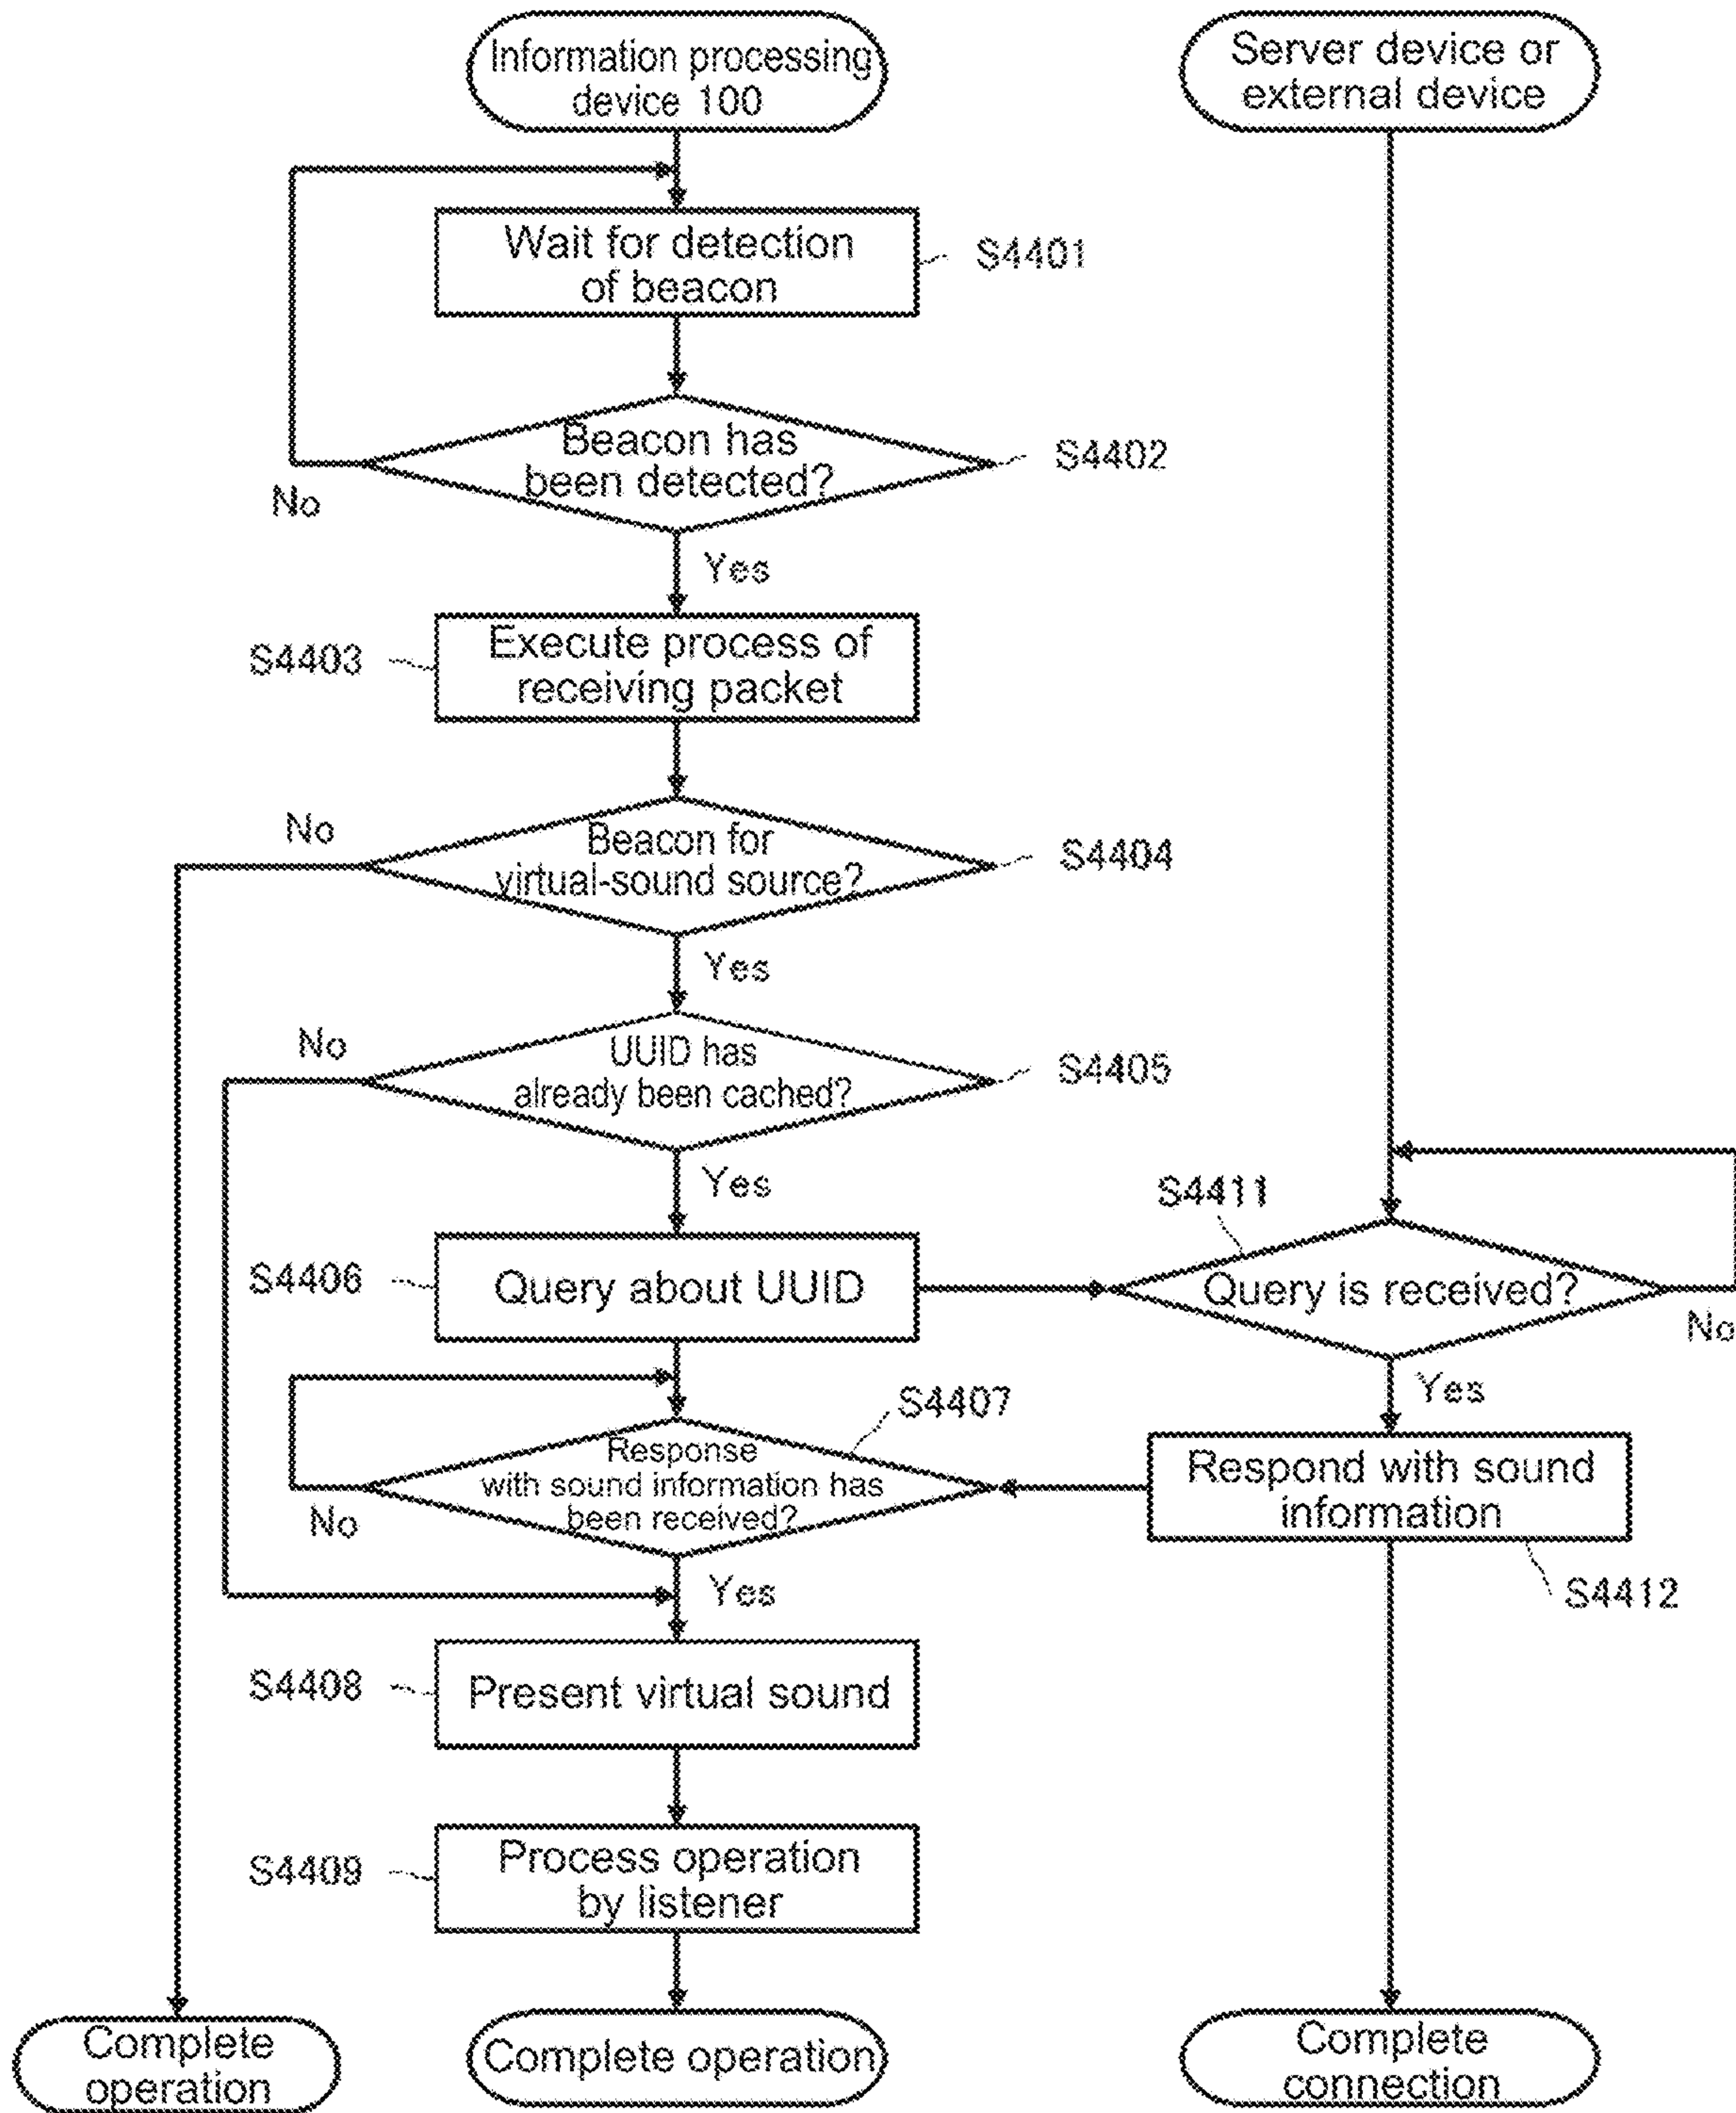 Information processing
device 100
Server device or
external device
Wait for detection
of beacon
S4401
Beacon has
been detected?
S4402
No
Yes
S4403
Execute process of
receiving packet
No
Beacon for
virtual-sound source?
S4404
Yes
No
UUID has
already been cached?
S4405
Yes
S4411
S4406
Query about UUID
Query is received?
No
Yes
S4407
Response
with sound information has
been received?
No
Respond with sound
information
Yes
S4412
S4408
Present virtual sound
S4409
Process operation
by listener
Complete
operation
Complete operation
Complete
connection